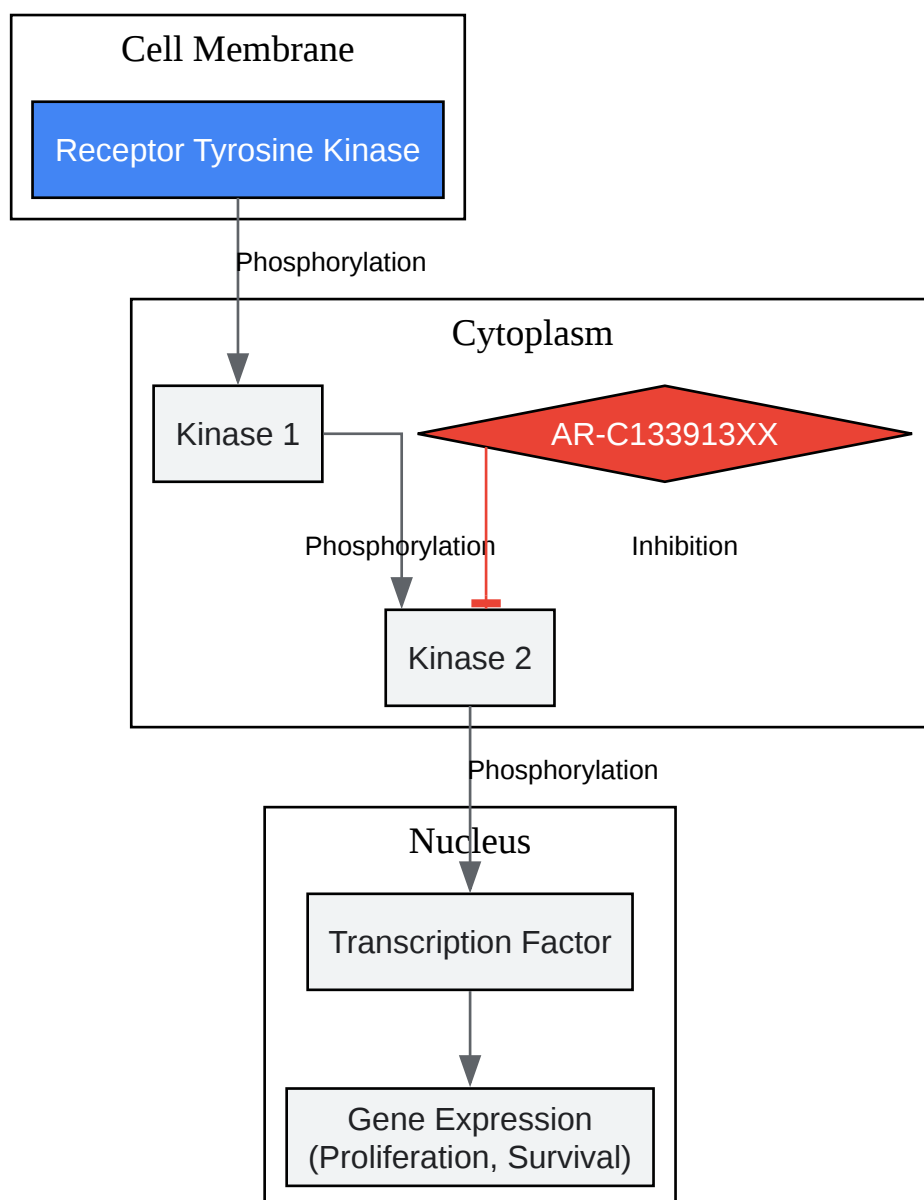 Cell Membrane
Receptor Tyrosine Kinase
Phosphorylation
Cytoplasm
Kinase 1
AR-C133913XX
Phosphorylation
Inhibition
Kinase 2
Phosphorylation
Nucleus
Transcription Factor
Gene Expression
(Proliferation, Survival)